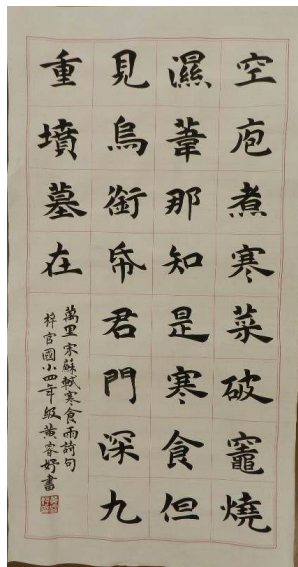 空庖煮寒菜破竈燒
濕葦那知是寒食但
見烏銜帋君門深九
重墳墓在
萬里 宋蘇軾寒食雨詩句
梓官國小四年級黃睿妤書